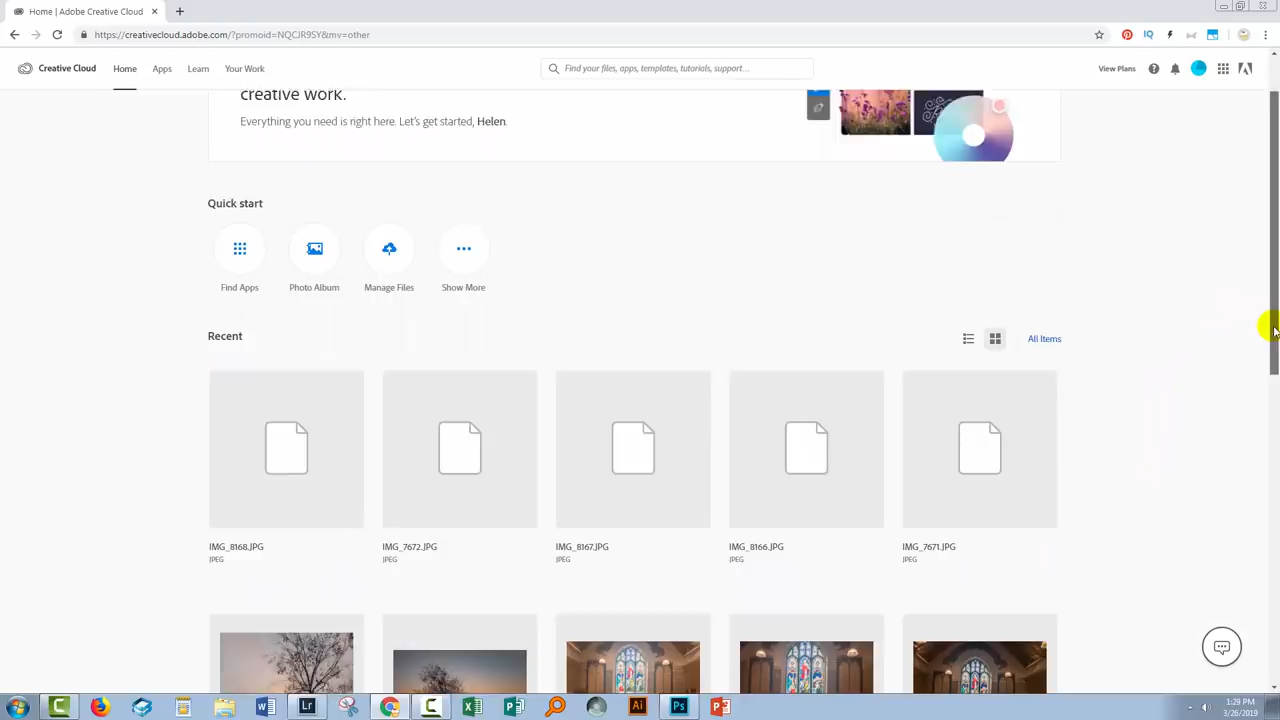 Home | Adobe Creative Cloud
https://creativecloud.adobe.com/?promoid=NQCJR9SY&mv=other
Creative Cloud
Home
Apps
Learn
Your Work
Find your files, apps, templates, tutorials, support...
View Plans
creative work.
Everything you need is right here. Let's get started, Helen.
Quick start
Find Apps
Photo Album
Manage Files
Show More
Recent
All Items
IMG_8168.JPG
JPEG
IMG_7672.JPG
JPEG
IMG_8167.JPG
JPEG
IMG_8166.JPG
JPEG
IMG_7671.JPG
JPEG
Lr
Ai
Ps
1:29 PM
3/26/2019